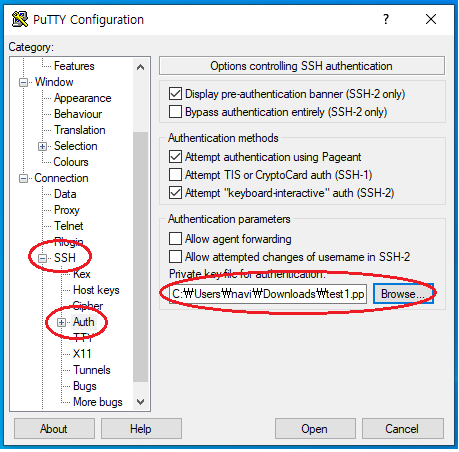 PuTTY Configuration
Category:
Features
Window
Appearance
Behaviour
Translation
Selection
Colours
Connection
Data
Proxy
Telnet
Rlogin
SSH
Kex
Host keys
Cipher
Auth
TTY
X11
Tunnels
Bugs
More bugs
Options controlling SSH authentication
Display pre-authentication banner (SSH-2 only)
Bypass authentication entirely (SSH-2 only)
Authentication methods
Attempt authentication using Pageant
Attempt TIS or CryptoCard auth (SSH-1)
Attempt "keyboard-interactive" auth (SSH-2)
Authentication parameters
Allow agent forwarding
Allow attempted changes of username in SSH-2
Private key file for authentication:
C:₩Users₩navi₩Downloads₩test1.pp
Browse...
About
Help
Open
Cancel